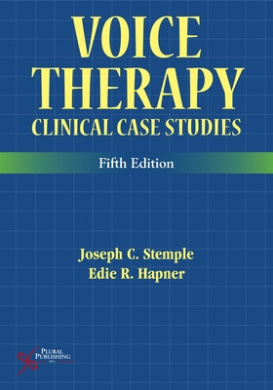 VOICE
THERAPY
CLINICAL CASE STUDIES
Fifth Edition
Joseph C. Stemple
Edie R. Hapner
PLURAL
PUBLISHING